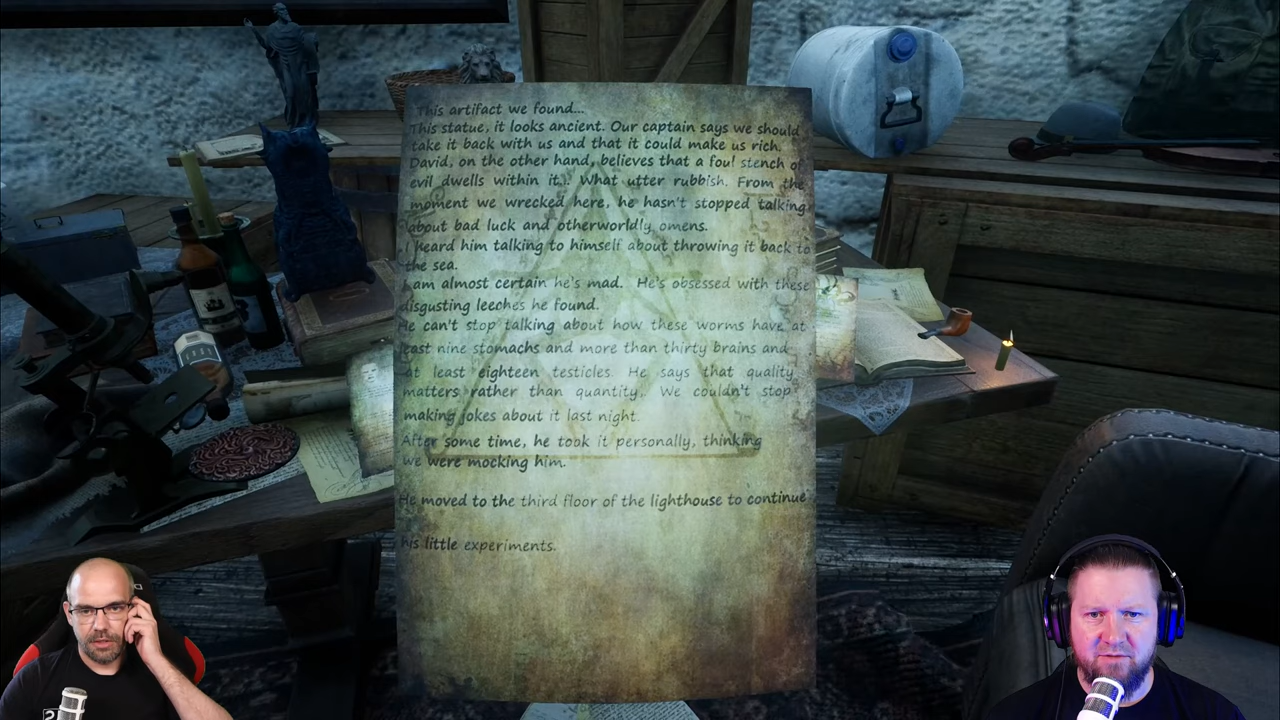 This artifact we found...
This statue, it looks ancient. Our captain says we should
take it back with us and that it could make us rich.
David, on the other hand, believes that a foul stench of
evil dwells within it... What utter rubbish. From the
moment we wrecked here, he hasn't stopped talking
about bad luck and otherworldly omens.
I heard him talking to himself about throwing it back to
the sea.
I am almost certain he's mad. He's obsessed with these
disgusting leeches he found.
He can't stop talking about how these worms have at
least nine stomachs and more than thirty brains and
at least eighteen testicles. He says that quality
matters rather than quantity. We couldn't stop
making jokes about it last night.
After some time, he took it personally, thinking
we were mocking him.
He moved to the third floor of the lighthouse to continue
his little experiments.